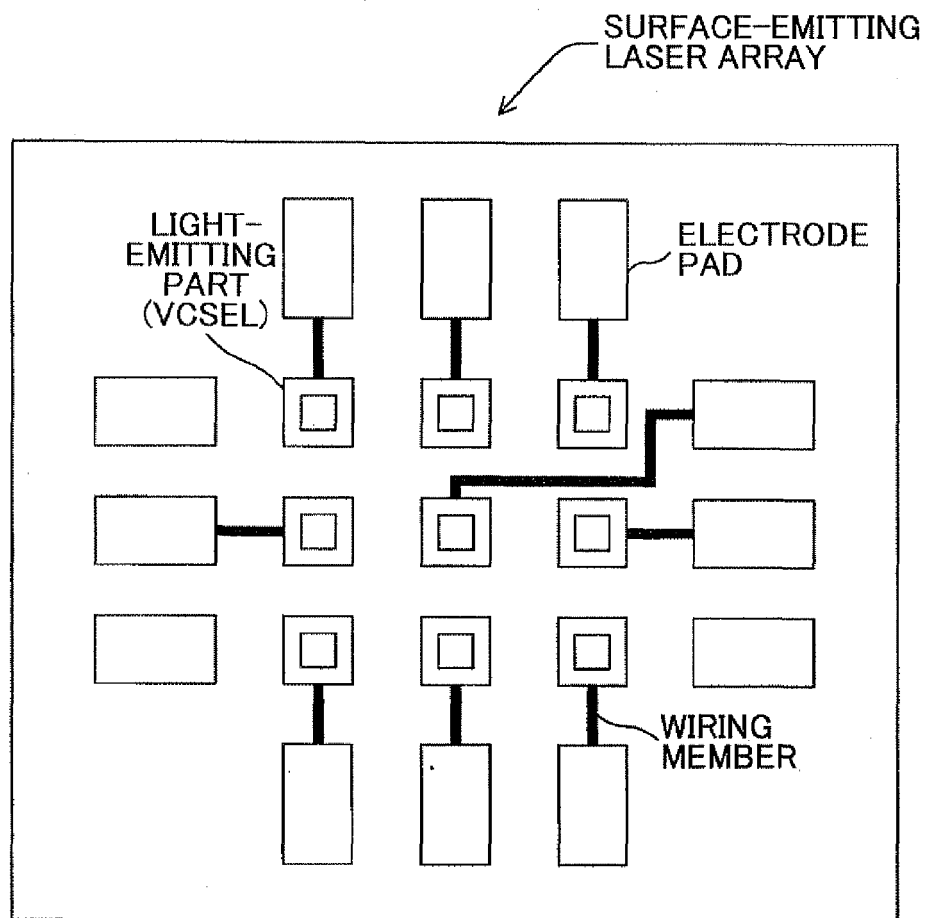 SURFACE-EMITTING
LASER ARRAY
LIGHT-
EMITTING
PART
(VCSEL)
ELECTRODE
PAD
WIRING
MEMBER